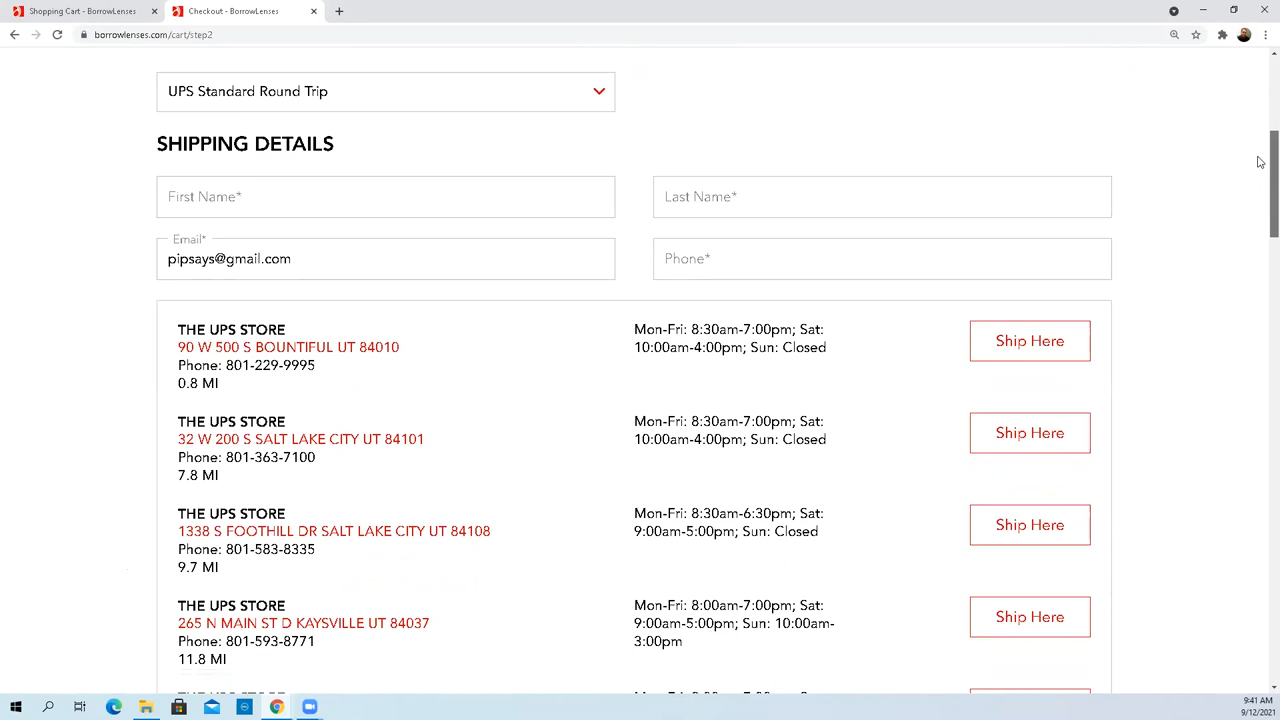 Shopping Cart - BorrowLenses
Checkout - BorrowLenses
borrowlenses.com/cart/step2
UPS Standard Round Trip
SHIPPING DETAILS
First Name*
Last Name*
Email*
pipsays@gmail.com
Phone*
THE UPS STORE
90 W 500 S BOUNTIFUL UT 84010
Phone: 801-229-9995
0.8 MI
Mon-Fri: 8:30am-7:00pm; Sat:
10:00am-4:00pm; Sun: Closed
Ship Here
THE UPS STORE
32 W 200 S SALT LAKE CITY UT 84101
Phone: 801-363-7100
7.8 MI
Mon-Fri: 8:30am-7:00pm; Sat:
10:00am-4:00pm; Sun: Closed
Ship Here
THE UPS STORE
1338 S FOOTHILL DR SALT LAKE CITY UT 84108
Phone: 801-583-8335
9.7 MI
Mon-Fri: 8:30am-6:30pm; Sat:
9:00am-5:00pm; Sun: Closed
Ship Here
THE UPS STORE
265 N MAIN ST D KAYSVILLE UT 84037
Phone: 801-593-8771
11.8 MI
Mon-Fri: 8:00am-7:00pm; Sat:
9:00am-5:00pm; Sun: 10:00am-
3:00pm
Ship Here
9:41 AM
9/12/2021